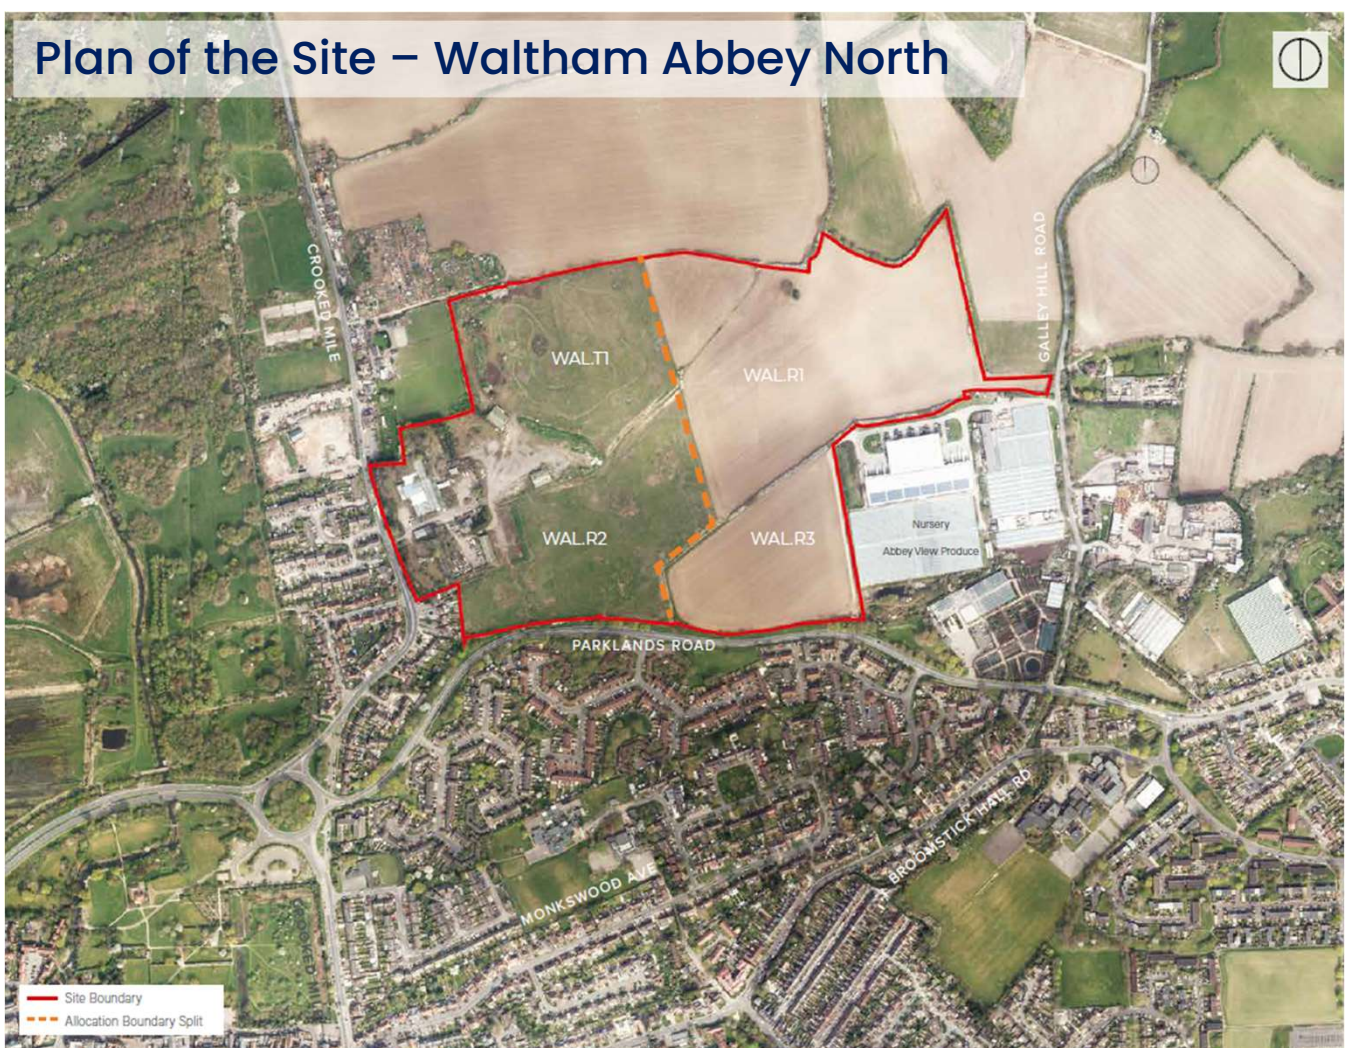 Plan of the Site – Waltham Abbey North
CROOKED MILE
GALLEY HILL ROAD
WAL.T1
WAL.R1
WAL.R2
WAL.R3
Nursery
Abbey View Produce
PARKLANDS ROAD
BROOMSTICK HALL RD
MONKSWOOD AVE
Site Boundary
Allocation Boundary Split